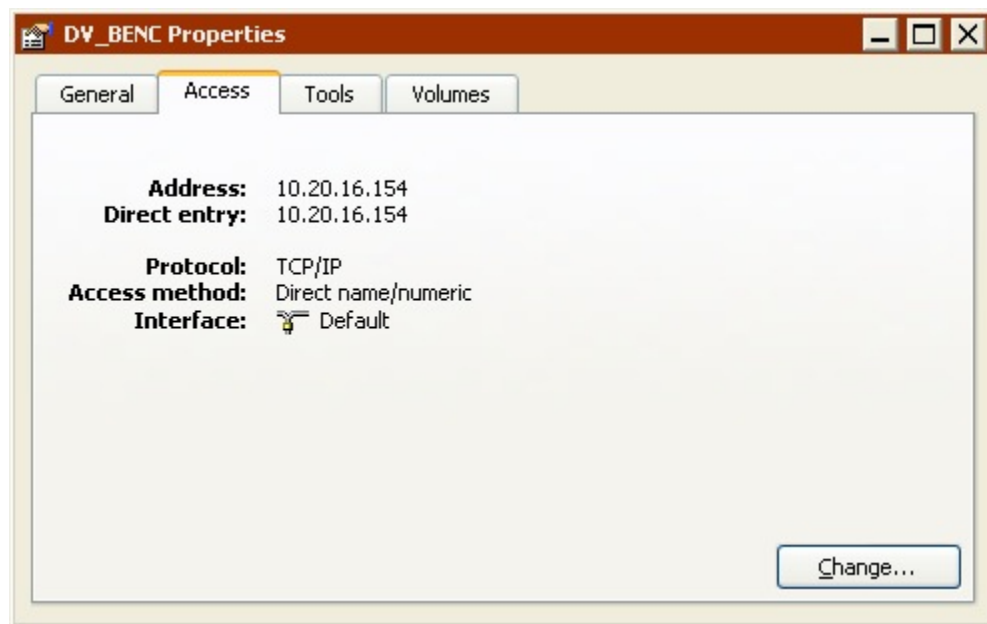 DV_BENC Properties
General Access Tools Volumes
Address: 10.20.16.154
Direct entry: 10.20.16.154
Protocol: TCP/IP
Access method: Direct name/numeric
Interface: Default
Change...